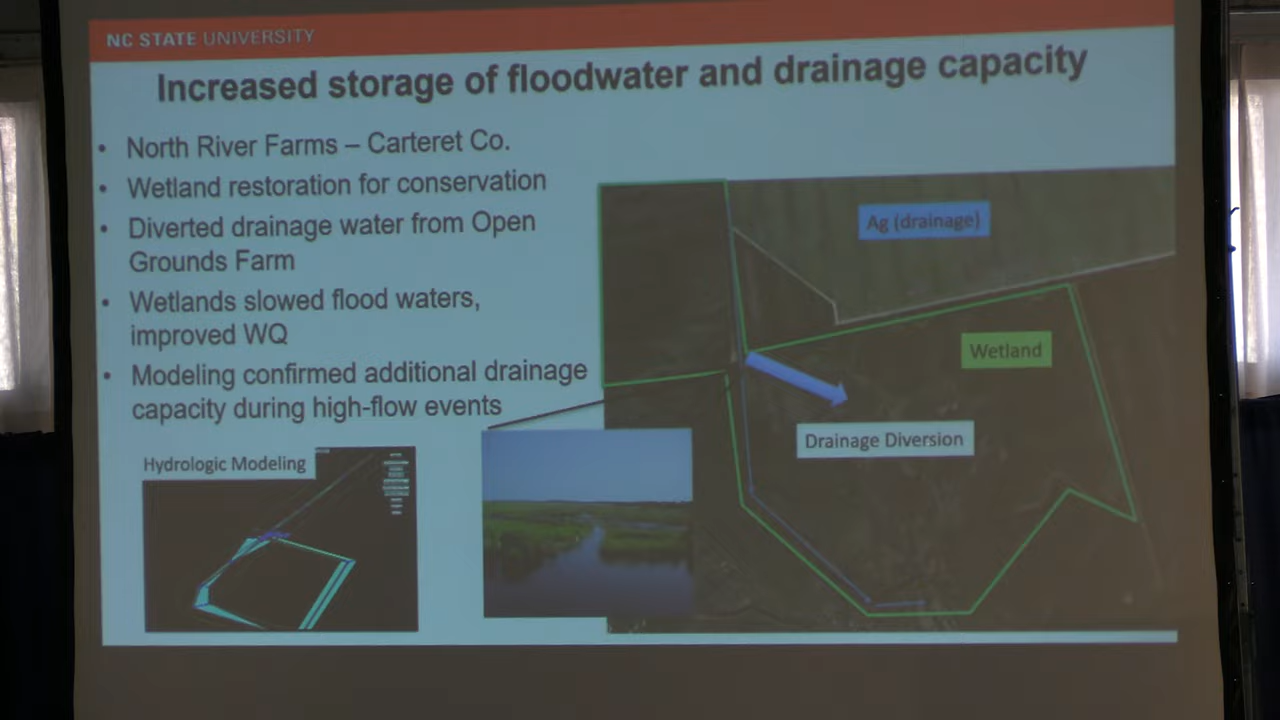 NC STATE UNIVERSITY
Increased storage of floodwater and drainage capacity
• North River Farms – Carteret Co.
• Wetland restoration for conservation
• Diverted drainage water from Open
Grounds Farm
• Wetlands slowed flood waters,
improved WQ
• Modeling confirmed additional drainage
capacity during high-flow events
Ag (drainage)
Wetland
Drainage Diversion
Hydrologic Modeling